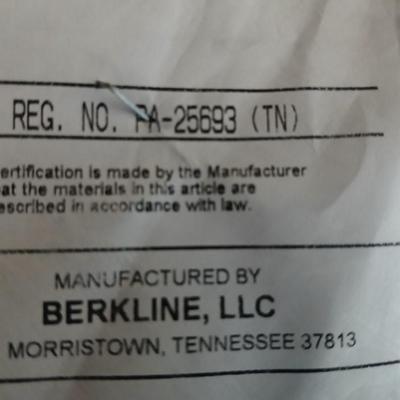 REG. NO. PA-25693 (TN)
ertification is made by the Manufacturer
at the materials in this article are
escribed in accordance with law.
MANUFACTURED BY
BERKLINE, LLC
MORRISTOWN, TENNESSEE 37813